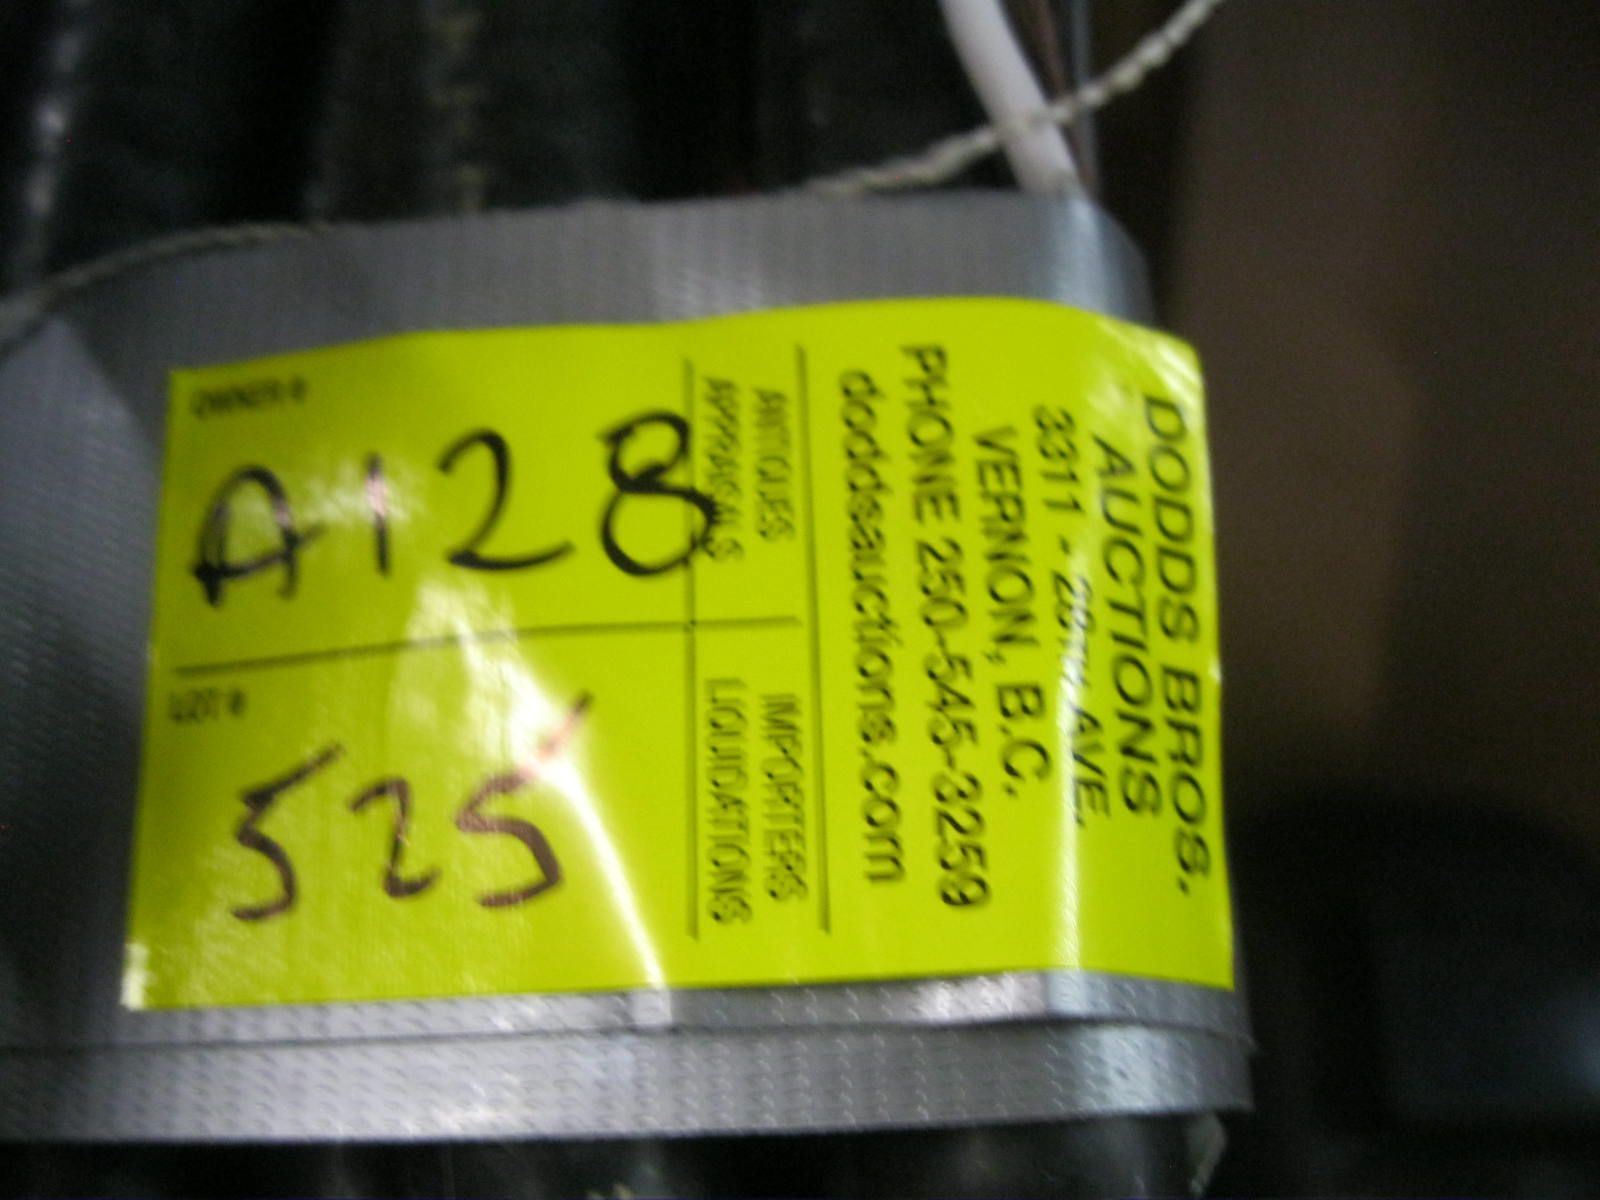 OWNER #
A128
LOT #
525
ANTIQUES
APPRAISALS
IMPORTERS
LIQUIDATIONS
DODDS BROS.
AUCTIONS
3311 - 28TH AVE.
VERNON, B.C.
PHONE 250-545-3259
doddsauctions.com